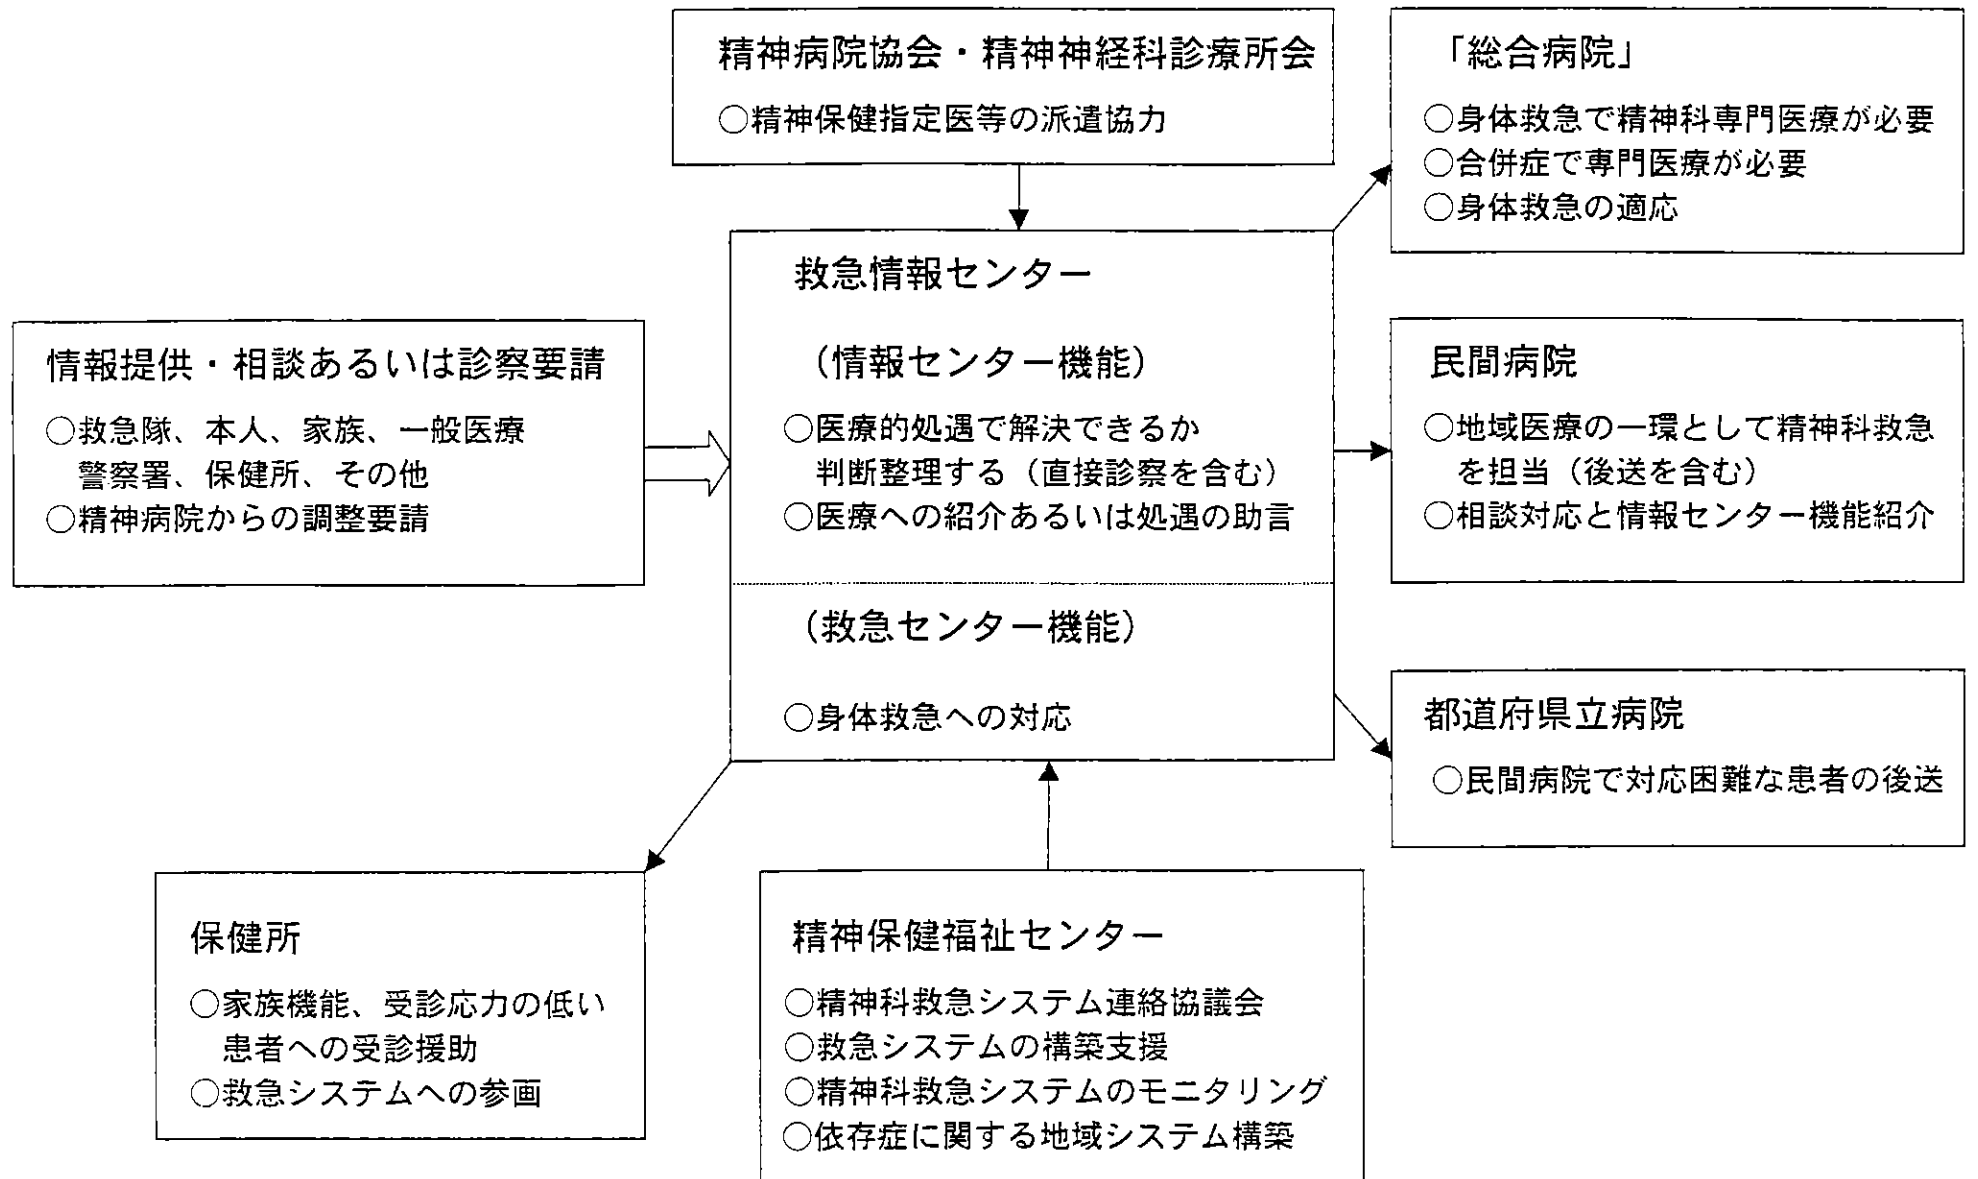 精神病院協会・精神神経科診療所会
○精神保健指定医等の派遣協力
「総合病院」
○身体救急で精神科専門医療が必要
○合併症で専門医療が必要
○身体救急の適応
情報提供・相談あるいは診察要請
○救急隊、本人、家族、一般医療
警察署、保健所、その他
○精神病院からの調整要請
救急情報センター
（情報センター機能）
○医療的処遇で解決できるか
判断整理する（直接診察を含む）
○医療への紹介あるいは処遇の助言
（救急センター機能）
○身体救急への対応
民間病院
○地域医療の一環として精神科救急
を担当（後送を含む）
○相談対応と情報センター機能紹介
都道府県立病院
○民間病院で対応困難な患者の後送
保健所
○家族機能、受診応力の低い
患者への受診援助
○救急システムへの参画
精神保健福祉センター
○精神科救急システム連絡協議会
○救急システムの構築支援
○精神科救急システムのモニタリング
○依存症に関する地域システム構築